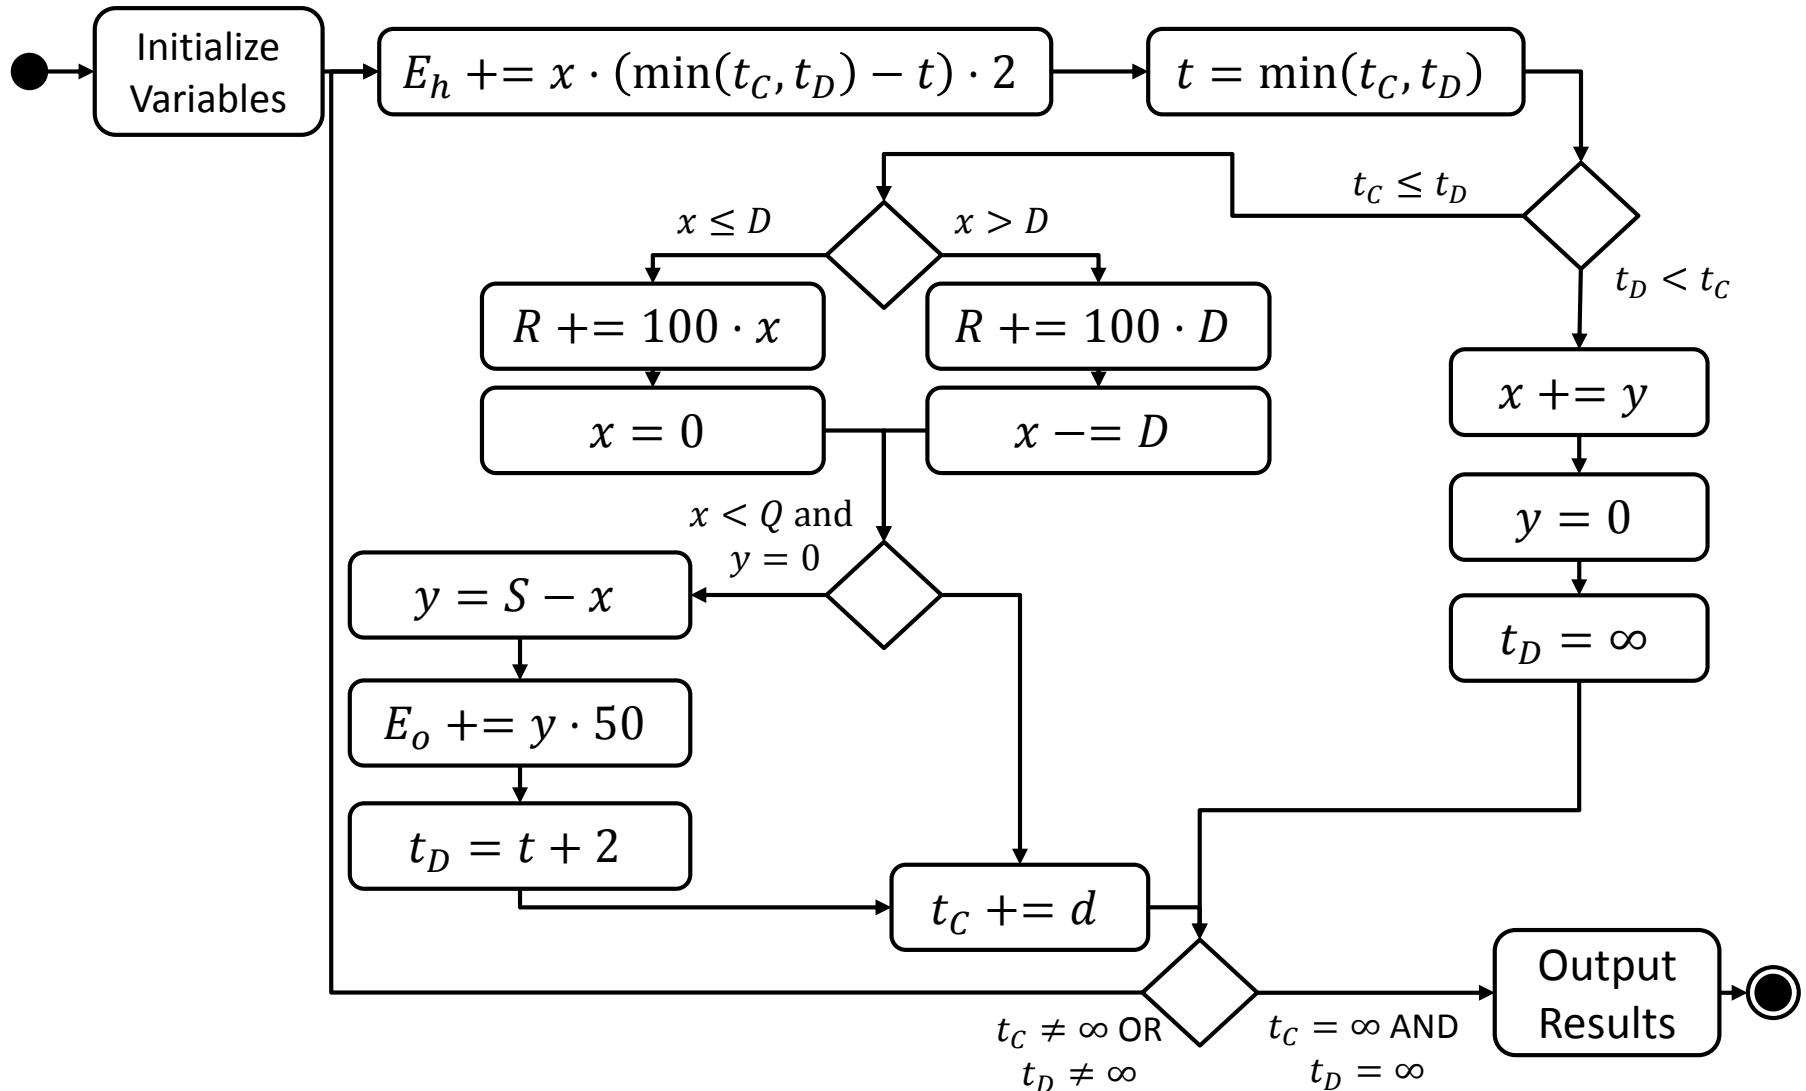 Initialize
Variables
E_h += x · (min(t_C, t_D) − t) · 2
t = min(t_C, t_D)
t_C ≤ t_D
t_D < t_C
x ≤ D
x > D
R += 100 · x
R += 100 · D
x = 0
x −= D
x += y
y = 0
t_D = ∞
x < Q and
y = 0
y = S − x
E_o += y · 50
t_D = t + 2
t_C += d
t_C ≠ ∞ OR
t_D ≠ ∞
t_C = ∞ AND
t_D = ∞
Output
Results